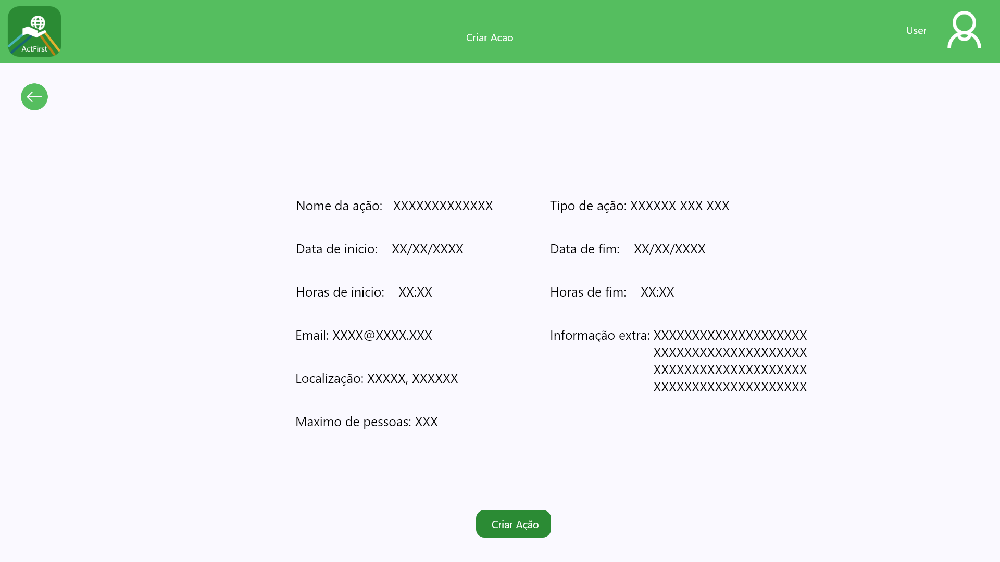 ActFirst
Criar Acao
User
Nome da ação: XXXXXXXXXXXXX
Tipo de ação: XXXXXX XXX XXX
Data de inicio: XX/XX/XXXX
Data de fim: XX/XX/XXXX
Horas de inicio: XX:XX
Horas de fim: XX:XX
Email: XXXX@XXXX.XXX
Informação extra: XXXXXXXXXXXXXXXXXXXX
XXXXXXXXXXXXXXXXXXXX
XXXXXXXXXXXXXXXXXXXX
XXXXXXXXXXXXXXXXXXXX
Localização: XXXXX, XXXXXX
Maximo de pessoas: XXX
Criar Ação